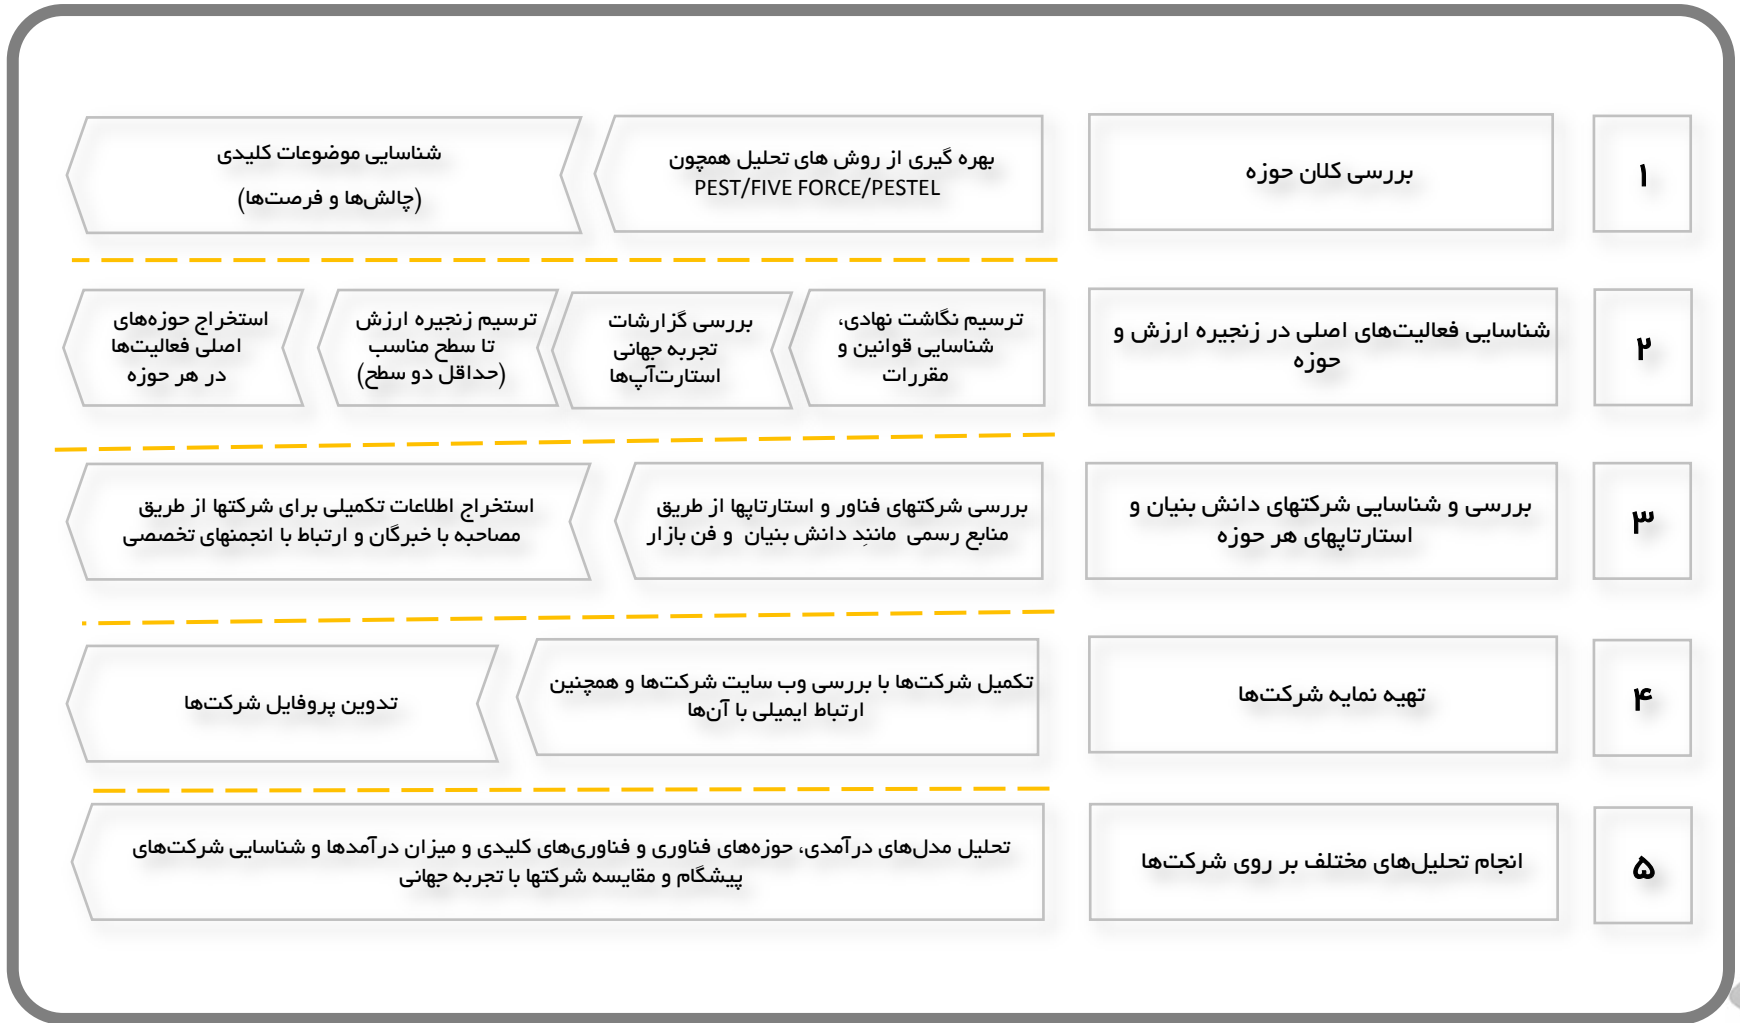 ۱
بررسی کلان حوزه
بهره گیری از روش های تحلیل همچون
PEST/FIVE FORCE/PESTEL
شناسایی موضوعات کلیدی
(چالش‌ها و فرصت‌ها)
۲
شناسایی فعالیت‌های اصلی در زنجیره ارزش و
حوزه
ترسیم نگاشت نهادی،
شناسایی قوانین و
مقررات
بررسی گزارشات
تجربه جهانی
استارت‌آپ‌ها
ترسیم زنجیره ارزش
تا سطح مناسب
(حداقل دو سطح)
استخراج حوزه‌های
اصلی فعالیت‌ها
در هر حوزه
۳
بررسی و شناسایی شرکتهای دانش بنیان و
استارتاپهای هر حوزه
بررسی شرکتهای فناور و استارتاپها از طریق
منابع رسمی مانند دانش بنیان و فن بازار
استخراج اطلاعات تکمیلی برای شرکتها از طریق
مصاحبه با خبرگان و ارتباط با انجمنهای تخصصی
۴
تهیه نمایه شرکت‌ها
تکمیل شرکت‌ها با بررسی وب سایت شرکت‌ها و همچنین
ارتباط ایمیلی با آن‌ها
تدوین پروفایل شرکت‌ها
۵
انجام تحلیل‌های مختلف بر روی شرکت‌ها
تحلیل مدل‌های درآمدی، حوزه‌های فناوری و فناوری‌های کلیدی و میزان درآمدها و شناسایی شرکت‌های
پیشگام و مقایسه شرکتها با تجربه جهانی